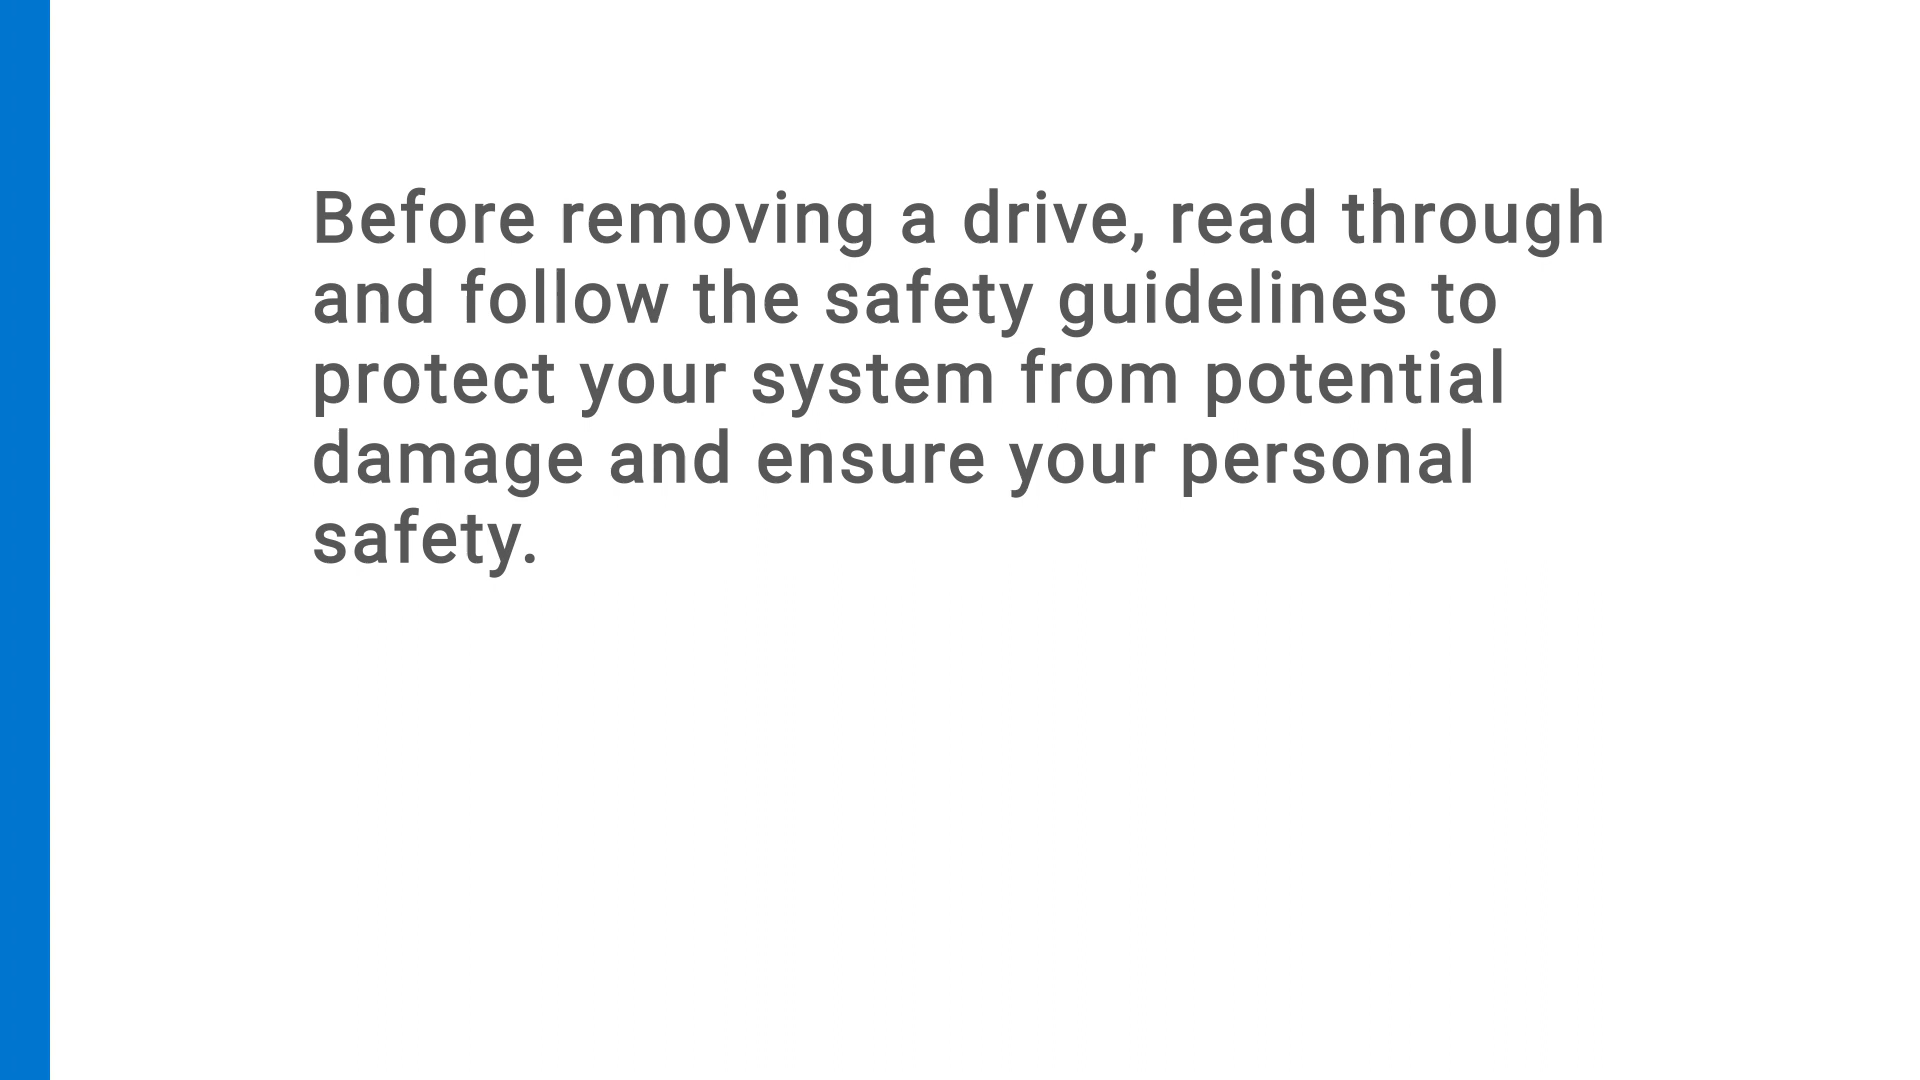 Before removing a drive, read through
and follow the safety guidelines to
protect your system from potential
damage and ensure your personal
safety.